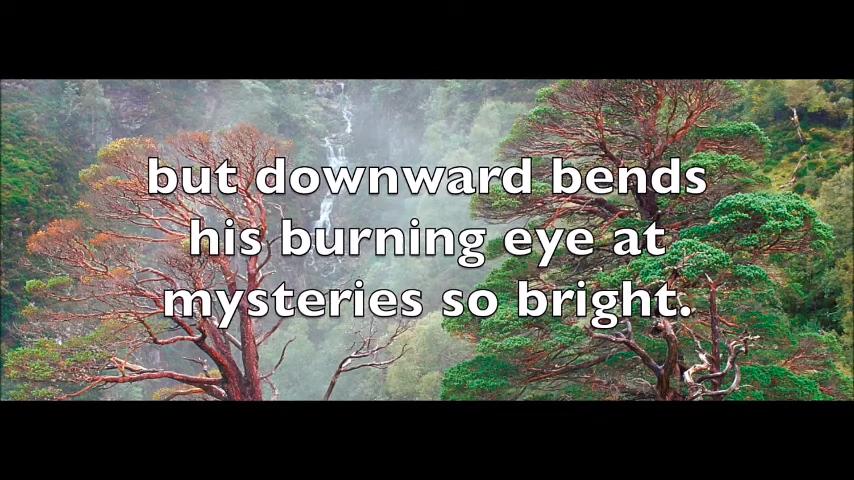 but downward bends
his burning eye at
mysteries so bright.